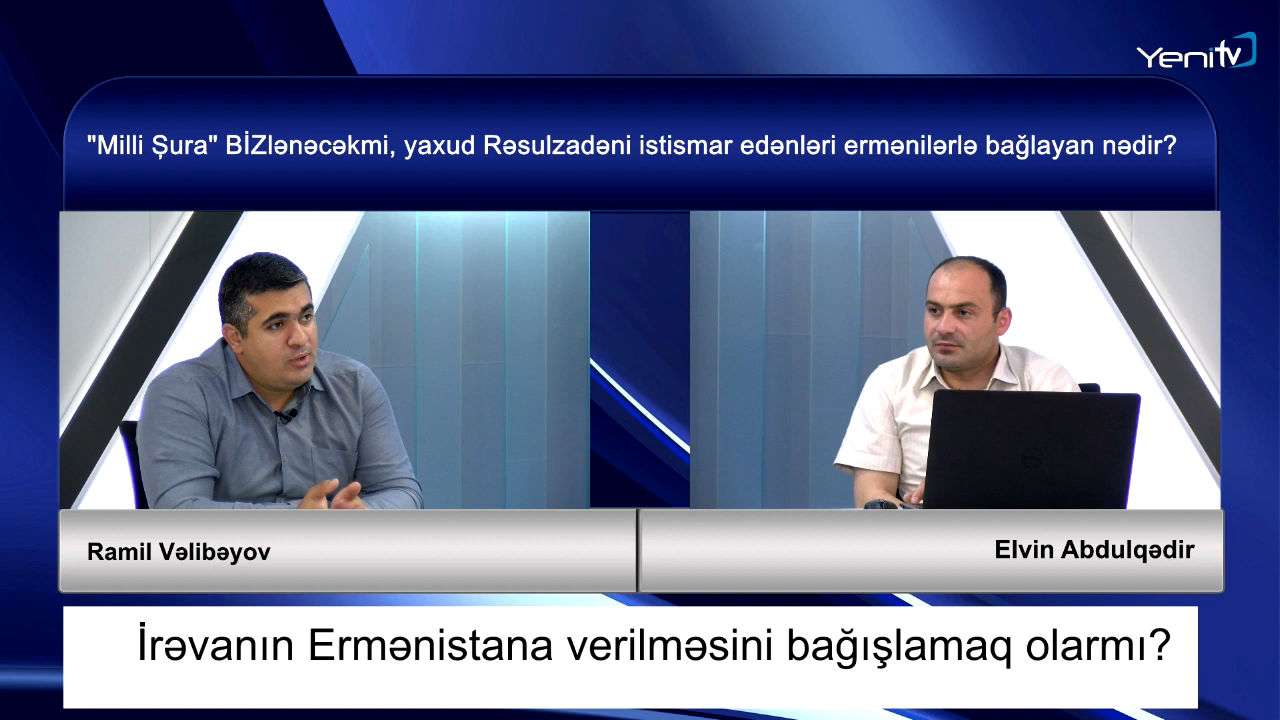 Yeni tv
"Milli Şura" BİZlənəcəkmi, yaxud Rəsulzadəni istismar edənləri ermənilərlə bağlayan nədir?
Ramil Vəlibəyov
Elvin Abdulqədir
İrəvanın Ermənistana verilməsini bağışlamaq olarmı?